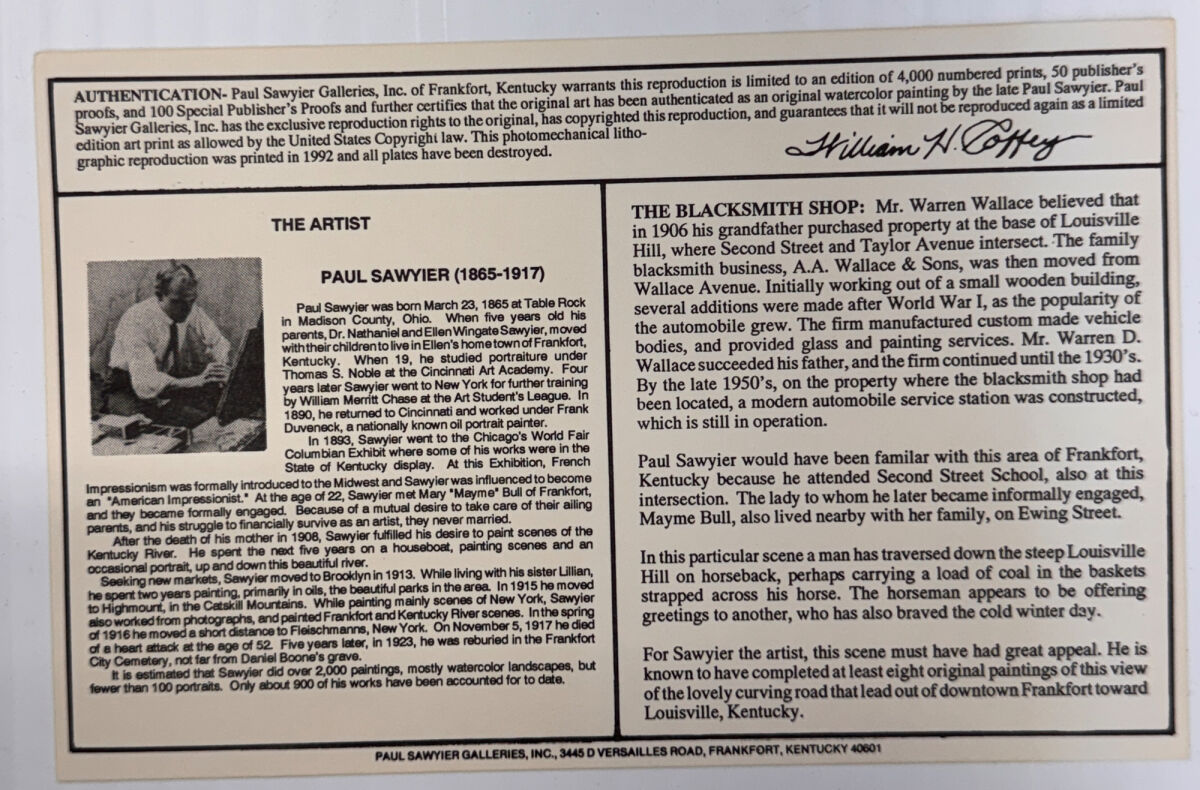 AUTHENTICATION- Paul Sawyier Galleries, Inc. of Frankfort, Kentucky warrants this reproduction is limited to an edition of 4,000 numbered prints, 50 publisher's
proofs, and 100 Special Publisher's Proofs and further certifies that the original art has been authenticated as an original watercolor painting by the late Paul Sawyier. Paul
Sawyier Galleries, Inc. has the exclusive reproduction rights to the original, has copyrighted this reproduction, and guarantees that it will not be reproduced again as a limited
edition art print as allowed by the United States Copyright law. This photomechanical litho-
graphic reproduction was printed in 1992 and all plates have been destroyed.
William H. Coffey
THE ARTIST
PAUL SAWYIER (1865-1917)
Paul Sawyier was born March 23, 1865 at Table Rock
in Madison County, Ohio. When five years old his
parents, Dr. Nathaniel and Ellen Wingate Sawyier, moved
with their children to live in Ellen's home town of Frankfort,
Kentucky. When 19, he studied portraiture under
Thomas S. Noble at the Cincinnati Art Academy. Four
years later Sawyier went to New York for further training
by William Merritt Chase at the Art Student's League. In
1890, he returned to Cincinnati and worked under Frank
Duveneck, a nationally known oil portrait painter.
In 1893, Sawyier went to the Chicago's World Fair
Columbian Exhibit where some of his works were in the
State of Kentucky display. At this Exhibition, French
Impressionism was formally introduced to the Midwest and Sawyier was influenced to become
an "American Impressionist." At the age of 22, Sawyier met Mary "Mayme" Bull of Frankfort,
and they became formally engaged. Because of a mutual desire to take care of their ailing
parents, and his struggle to financially survive as an artist, they never married.
After the death of his mother in 1908, Sawyier fulfilled his desire to paint scenes of the
Kentucky River. He spent the next five years on a houseboat, painting scenes and an
occasional portrait, up and down this beautiful river.
Seeking new markets, Sawyier moved to Brooklyn in 1913. While living with his sister Lillian,
he spent two years painting, primarily in oils, the beautiful parks in the area. In 1915 he moved
to Highmount, in the Catskill Mountains. While painting mainly scenes of New York, Sawyier
also worked from photographs, and painted Frankfort and Kentucky River scenes. In the spring
of 1916 he moved a short distance to Fleischmanns, New York. On November 5, 1917 he died
of a heart attack at the age of 52. Five years later, in 1923, he was reburied in the Frankfort
City Cemetery, not far from Daniel Boone's grave.
It is estimated that Sawyier did over 2,000 paintings, mostly watercolor landscapes, but
fewer than 100 portraits. Only about 900 of his works have been accounted for to date.
THE BLACKSMITH SHOP: Mr. Warren Wallace believed that
in 1906 his grandfather purchased property at the base of Louisville
Hill, where Second Street and Taylor Avenue intersect. The family
blacksmith business, A.A. Wallace & Sons, was then moved from
Wallace Avenue. Initially working out of a small wooden building,
several additions were made after World War I, as the popularity of
the automobile grew. The firm manufactured custom made vehicle
bodies, and provided glass and painting services. Mr. Warren D.
Wallace succeeded his father, and the firm continued until the 1930's.
By the late 1950's, on the property where the blacksmith shop had
been located, a modern automobile service station was constructed,
which is still in operation.
Paul Sawyier would have been familar with this area of Frankfort,
Kentucky because he attended Second Street School, also at this
intersection. The lady to whom he later became informally engaged,
Mayme Bull, also lived nearby with her family, on Ewing Street.
In this particular scene a man has traversed down the steep Louisville
Hill on horseback, perhaps carrying a load of coal in the baskets
strapped across his horse. The horseman appears to be offering
greetings to another, who has also braved the cold winter day.
For Sawyier the artist, this scene must have had great appeal. He is
known to have completed at least eight original paintings of this view
of the lovely curving road that lead out of downtown Frankfort toward
Louisville, Kentucky.
PAUL SAWYIER GALLERIES, INC., 3445 D VERSAILLES ROAD, FRANKFORT, KENTUCKY 40601